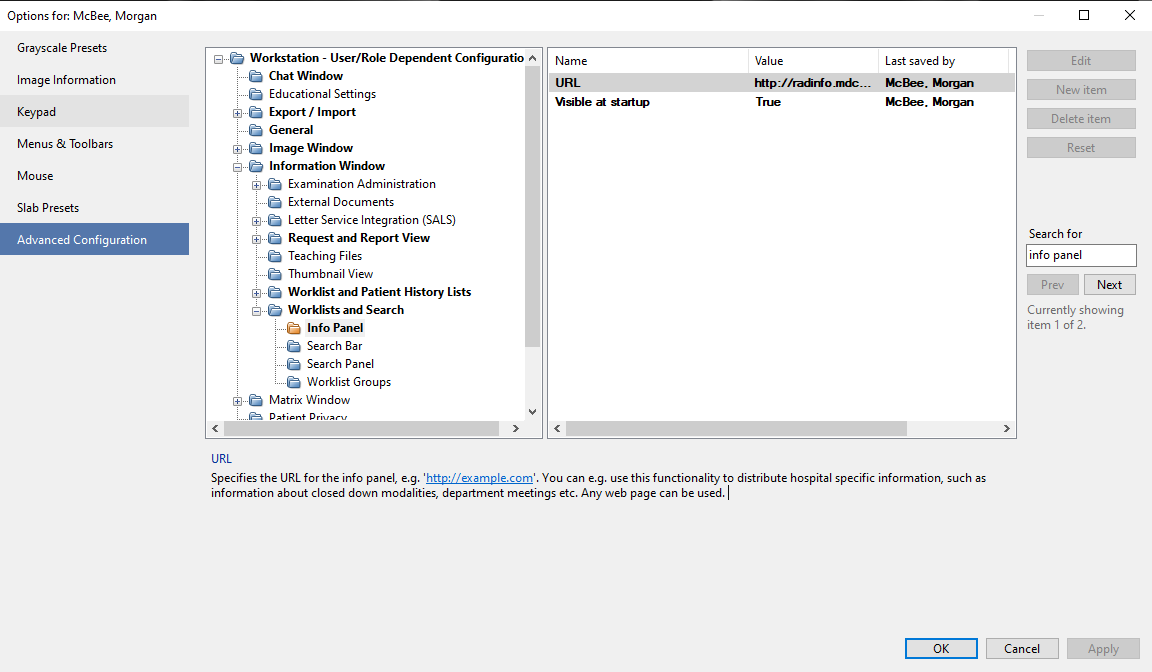 Options for: McBee, Morgan
Grayscale Presets
Image Information
Keypad
Menus & Toolbars
Mouse
Slab Presets
Advanced Configuration
Workstation - User/Role Dependent Configuratio
Chat Window
Educational Settings
Export / Import
General
Image Window
Information Window
Examination Administration
External Documents
Letter Service Integration (SALS)
Request and Report View
Teaching Files
Thumbnail View
Worklist and Patient History Lists
Worklists and Search
Info Panel
Search Bar
Search Panel
Worklist Groups
Matrix Window
Patient Privacy
Name Value Last saved by
URL http://radinfo.mdc... McBee, Morgan
Visible at startup True McBee, Morgan
Edit
New item
Delete item
Reset
Search for
info panel
Prev Next
Currently showing
item 1 of 2.
URL
Specifies the URL for the info panel, e.g. 'http://example.com'. You can e.g. use this functionality to distribute hospital specific information, such as
information about closed down modalities, department meetings etc. Any web page can be used.
OK Cancel Apply